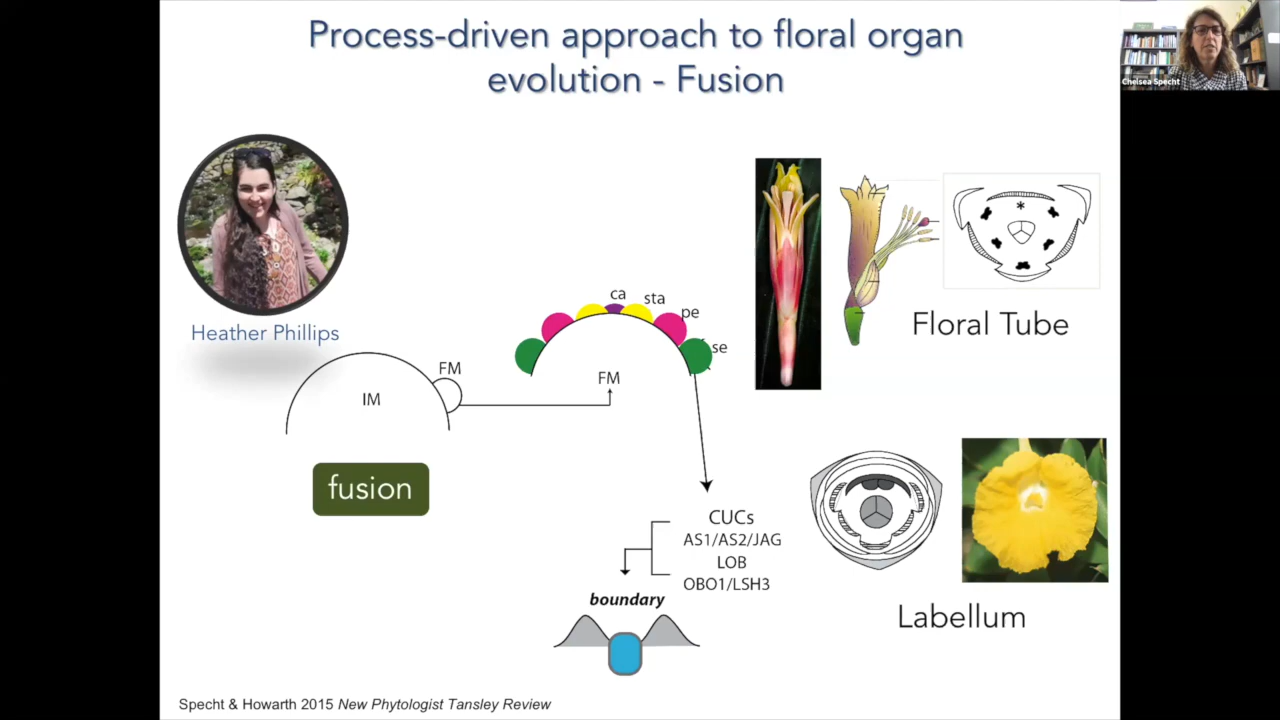 Process-driven approach to floral organ
evolution - Fusion
Chelsea Specht
Heather Phillips
ca
sta
pe
se
FM
FM
IM
*
Floral Tube
fusion
CUCs
AS1/AS2/JAG
LOB
OBO1/LSH3
boundary
Labellum
Specht & Howarth 2015 New Phytologist Tansley Review